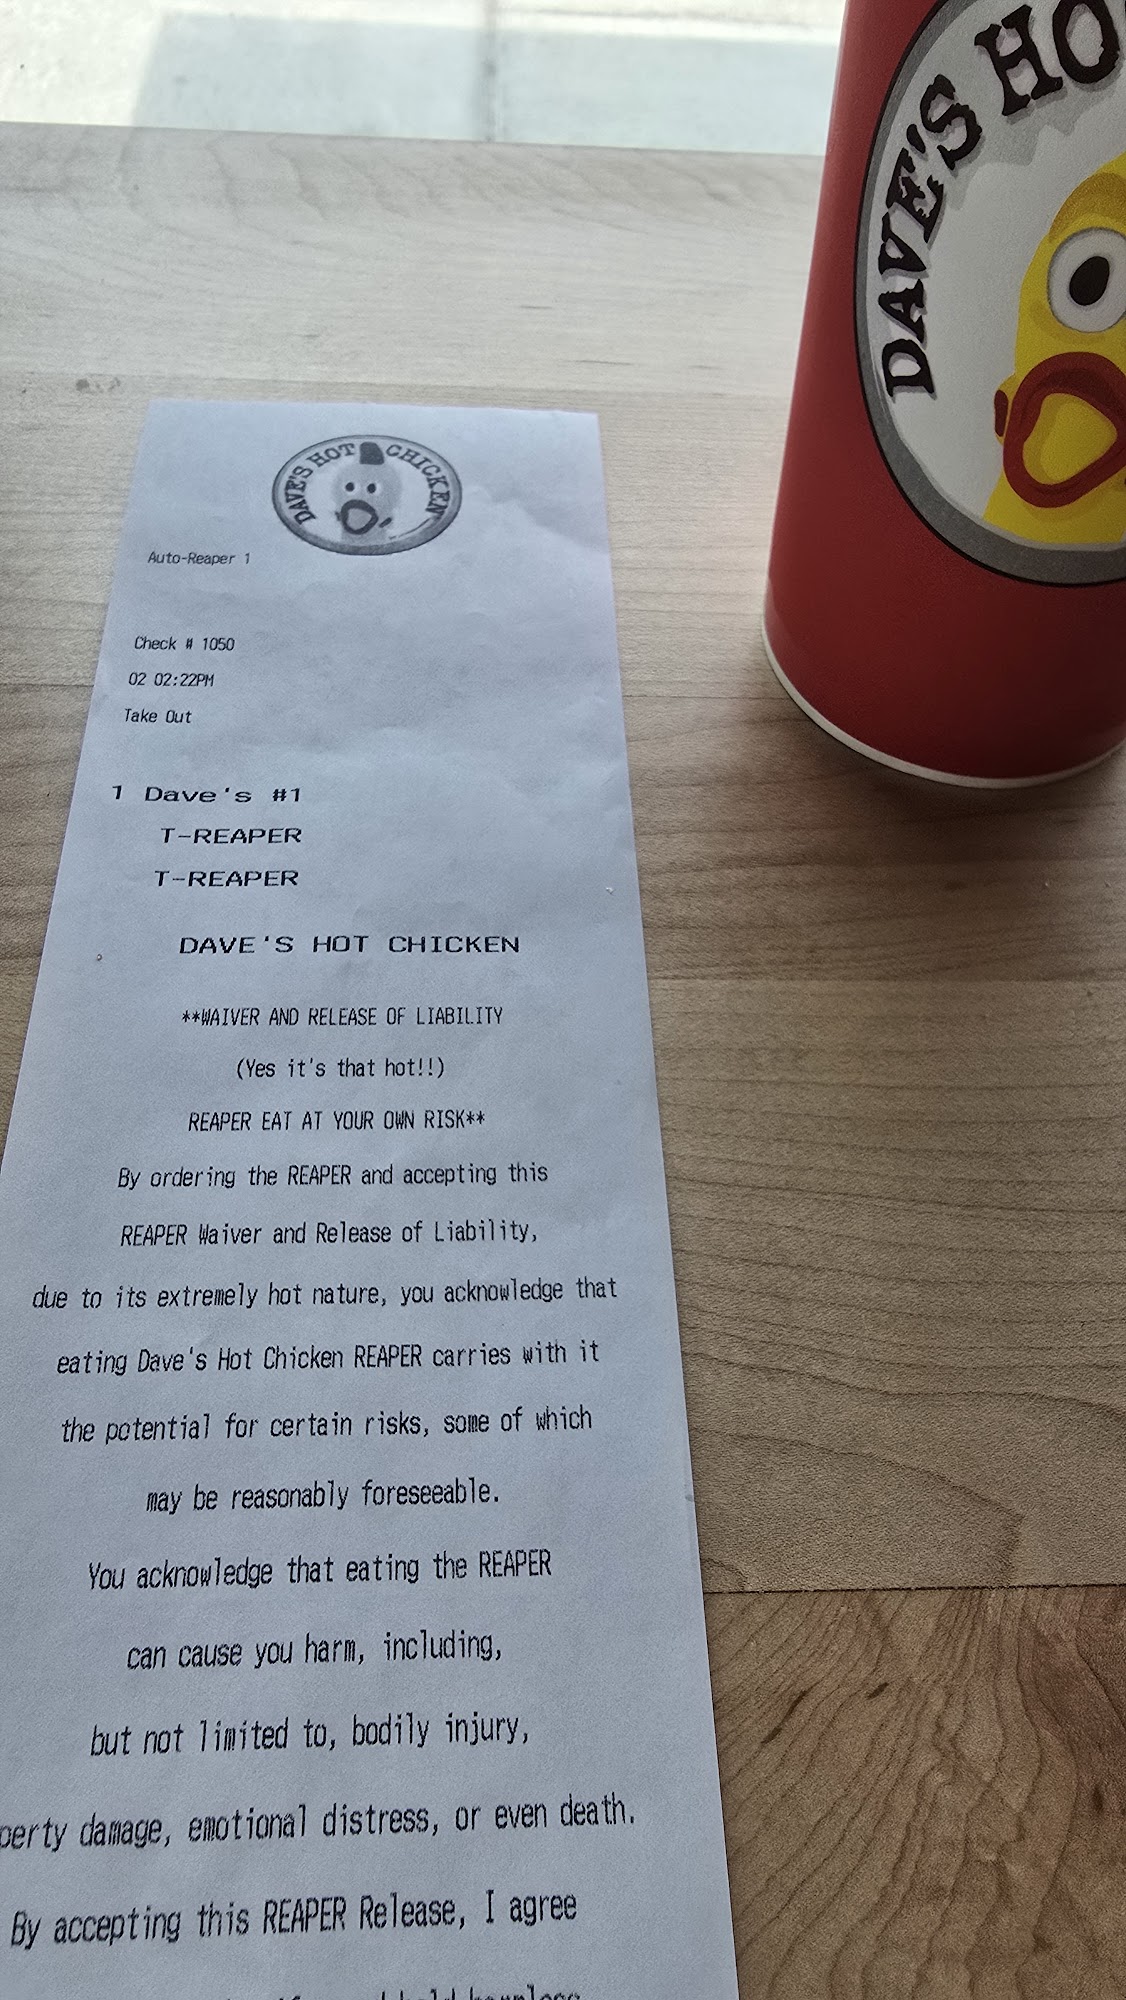 DAVE'S HO
DAVE'S HOT CHICKEN
Auto-Reaper 1
Check # 1050
02 02:22PM
Take Out
1 Dave's #1
T-REAPER
T-REAPER
DAVE'S HOT CHICKEN
**WAIVER AND RELEASE OF LIABILITY
(Yes it's that hot!!)
REAPER EAT AT YOUR OWN RISK**
By ordering the REAPER and accepting this
REAPER Waiver and Release of Liability,
due to its extremely hot nature, you acknowledge that
eating Dave's Hot Chicken REAPER carries with it
the potential for certain risks, some of which
may be reasonably foreseeable.
You acknowledge that eating the REAPER
can cause you harm, including,
but not limited to, bodily injury,
perty damage, emotional distress, or even death.
By accepting this REAPER Release, I agree